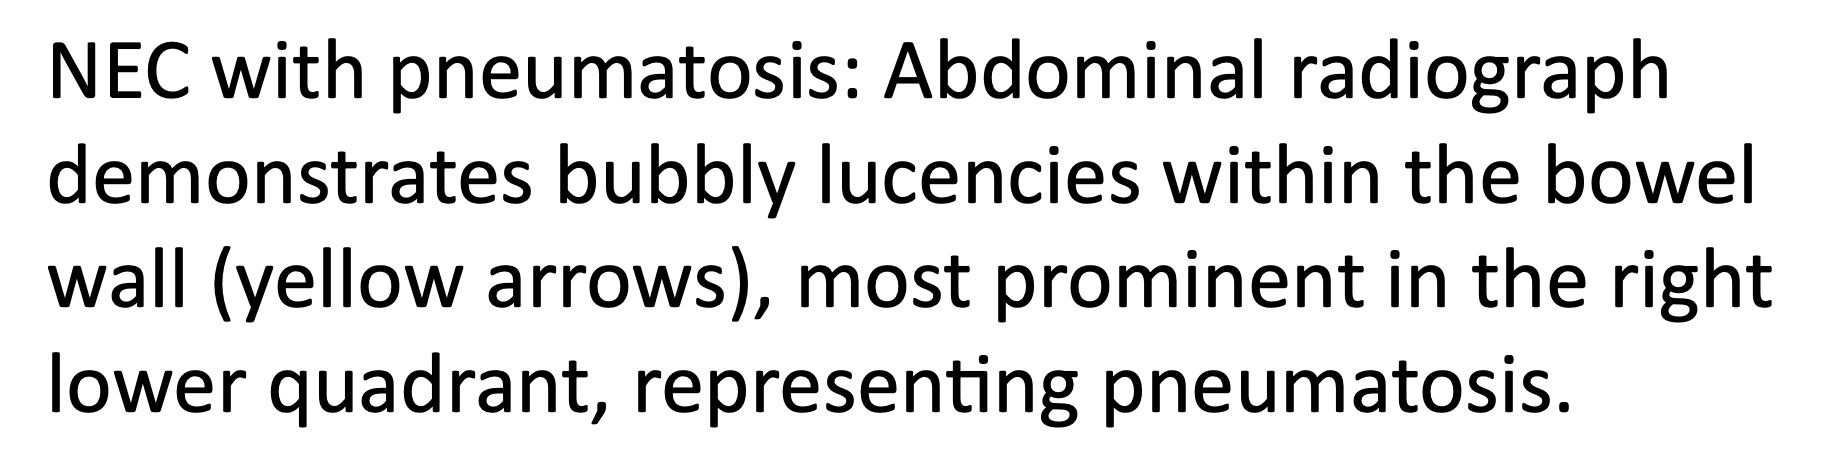 NEC with pneumatosis: Abdominal radiograph
demonstrates bubbly lucencies within the bowel
wall (yellow arrows), most prominent in the right
lower quadrant, representing pneumatosis.